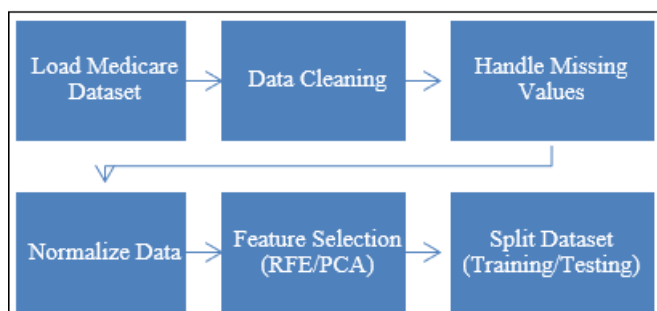 Load Medicare
Dataset
Data Cleaning
Handle Missing
Values
Normalize Data
Feature Selection
(RFE/PCA)
Split Dataset
(Training/Testing)